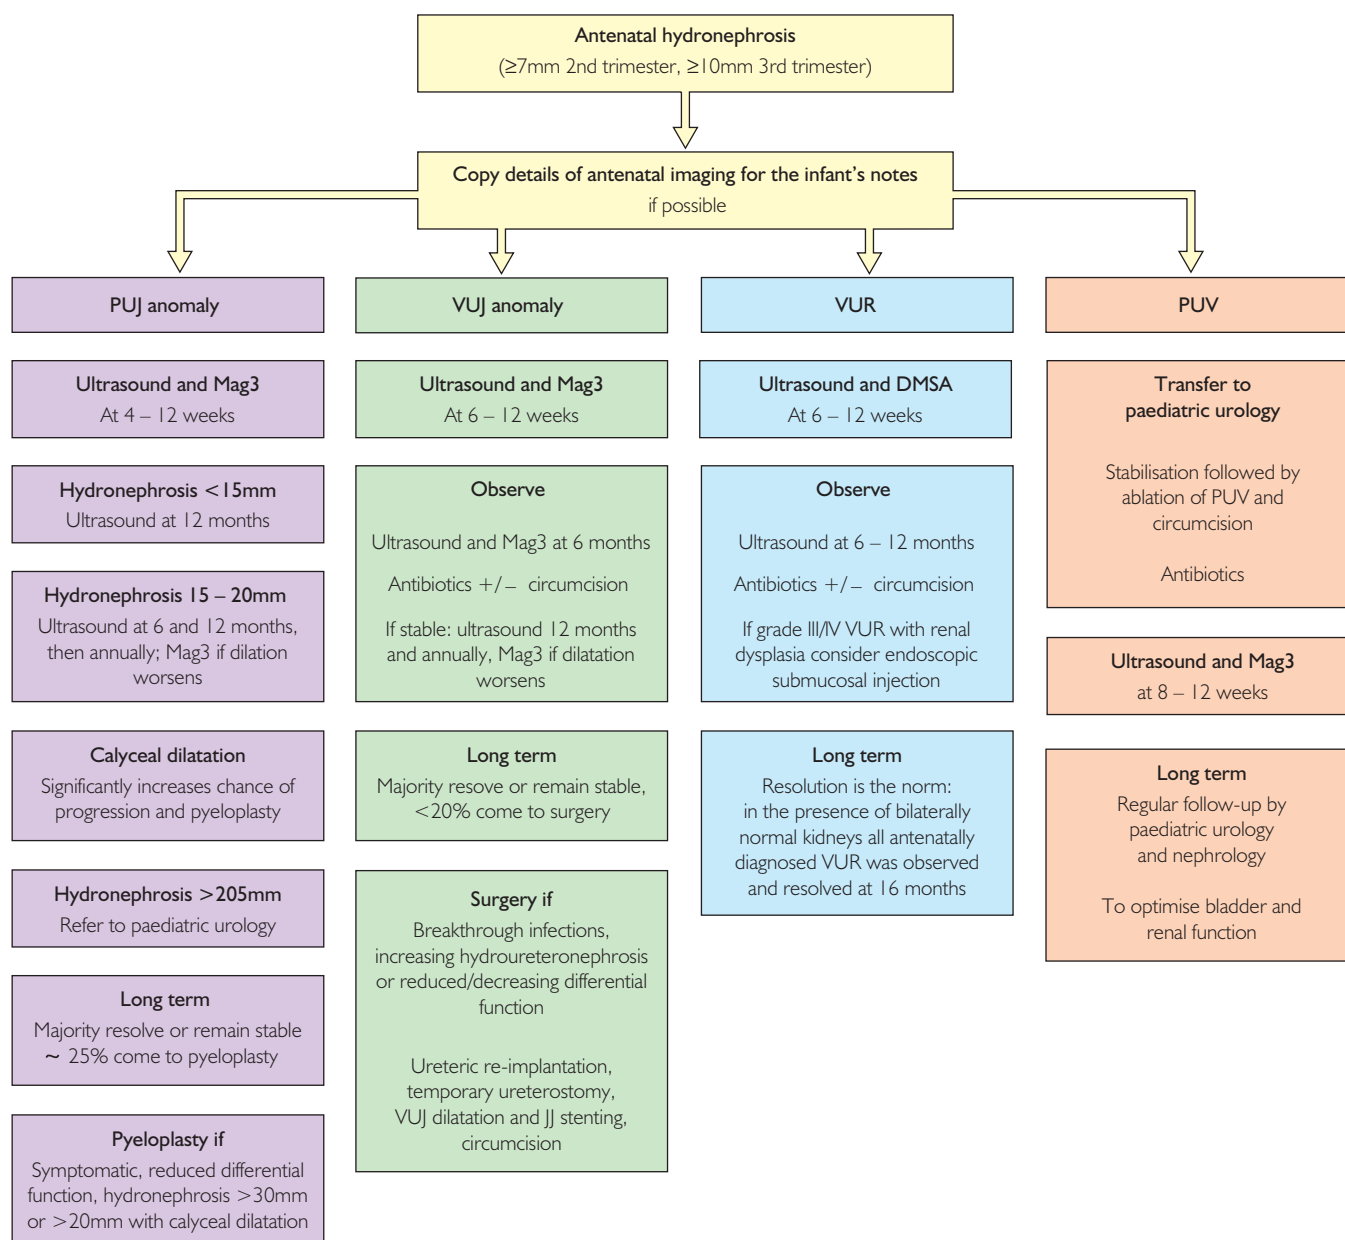 Antenatal hydronephrosis
(≥7mm 2nd trimester, ≥10mm 3rd trimester)
Copy details of antenatal imaging for the infant's notes
if possible
PUJ anomaly
Ultrasound and Mag3
At 4 – 12 weeks
Hydronephrosis <15mm
Ultrasound at 12 months
Hydronephrosis 15 – 20mm
Ultrasound at 6 and 12 months,
then annually; Mag3 if dilation
worsens
Calyceal dilatation
Significantly increases chance of
progression and pyeloplasty
Hydronephrosis >205mm
Refer to paediatric urology
Long term
Majority resolve or remain stable
~ 25% come to pyeloplasty
Pyeloplasty if
Symptomatic, reduced differential
function, hydronephrosis >30mm
or >20mm with calyceal dilatation
VUJ anomaly
Ultrasound and Mag3
At 6 – 12 weeks
Observe
Ultrasound and Mag3 at 6 months
Antibiotics +/– circumcision
If stable: ultrasound 12 months
and annually, Mag3 if dilatation
worsens
Long term
Majority resove or remain stable,
<20% come to surgery
Surgery if
Breakthrough infections,
increasing hydroureteronephrosis
or reduced/decreasing differential
function
Ureteric re-implantation,
temporary ureterostomy,
VUJ dilatation and JJ stenting,
circumcision
VUR
Ultrasound and DMSA
At 6 – 12 weeks
Observe
Ultrasound at 6 – 12 months
Antibiotics +/– circumcision
If grade III/IV VUR with renal
dysplasia consider endoscopic
submucosal injection
Long term
Resolution is the norm:
in the presence of bilaterally
normal kidneys all antenatally
diagnosed VUR was observed
and resolved at 16 months
PUV
Transfer to
paediatric urology
Stabilisation followed by
ablation of PUV and
circumcision
Antibiotics
Ultrasound and Mag3
at 8 – 12 weeks
Long term
Regular follow-up by
paediatric urology
and nephrology
To optimise bladder and
renal function